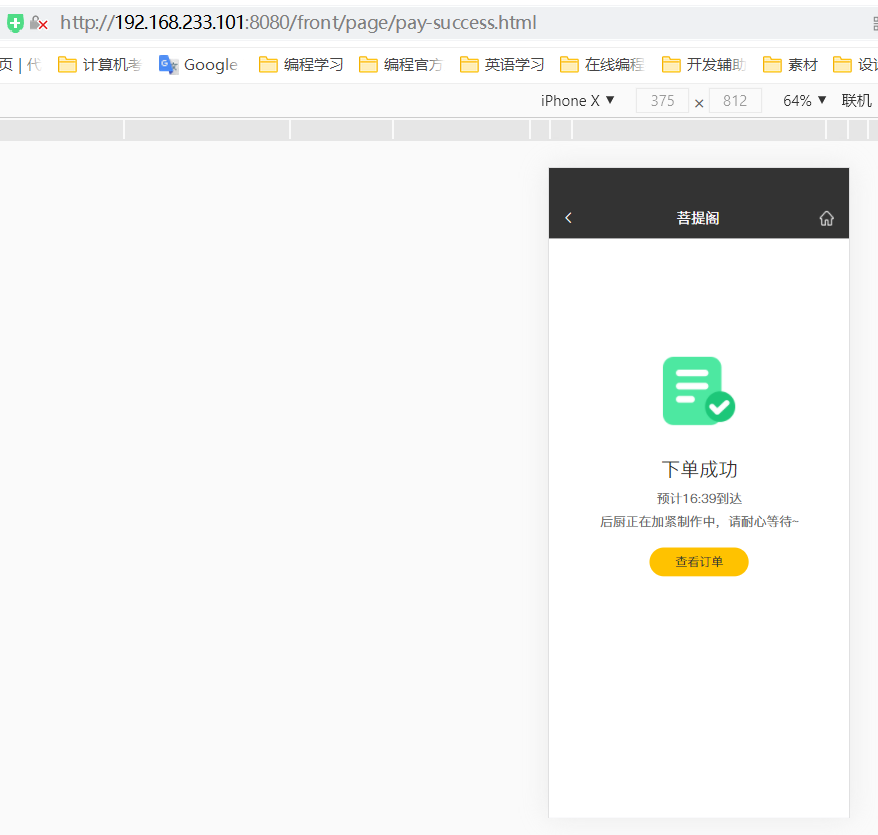 http://192.168.233.101:8080/front/page/pay-success.html
页 | 代 计算机考 Google 编程学习 编程官方 英语学习 在线编程 开发辅助 素材 设计
iPhone X ▼ 375 × 812 64% ▼ 联机
菩提阁
下单成功
预计16:39到达
后厨正在加紧制作中，请耐心等待~
查看订单